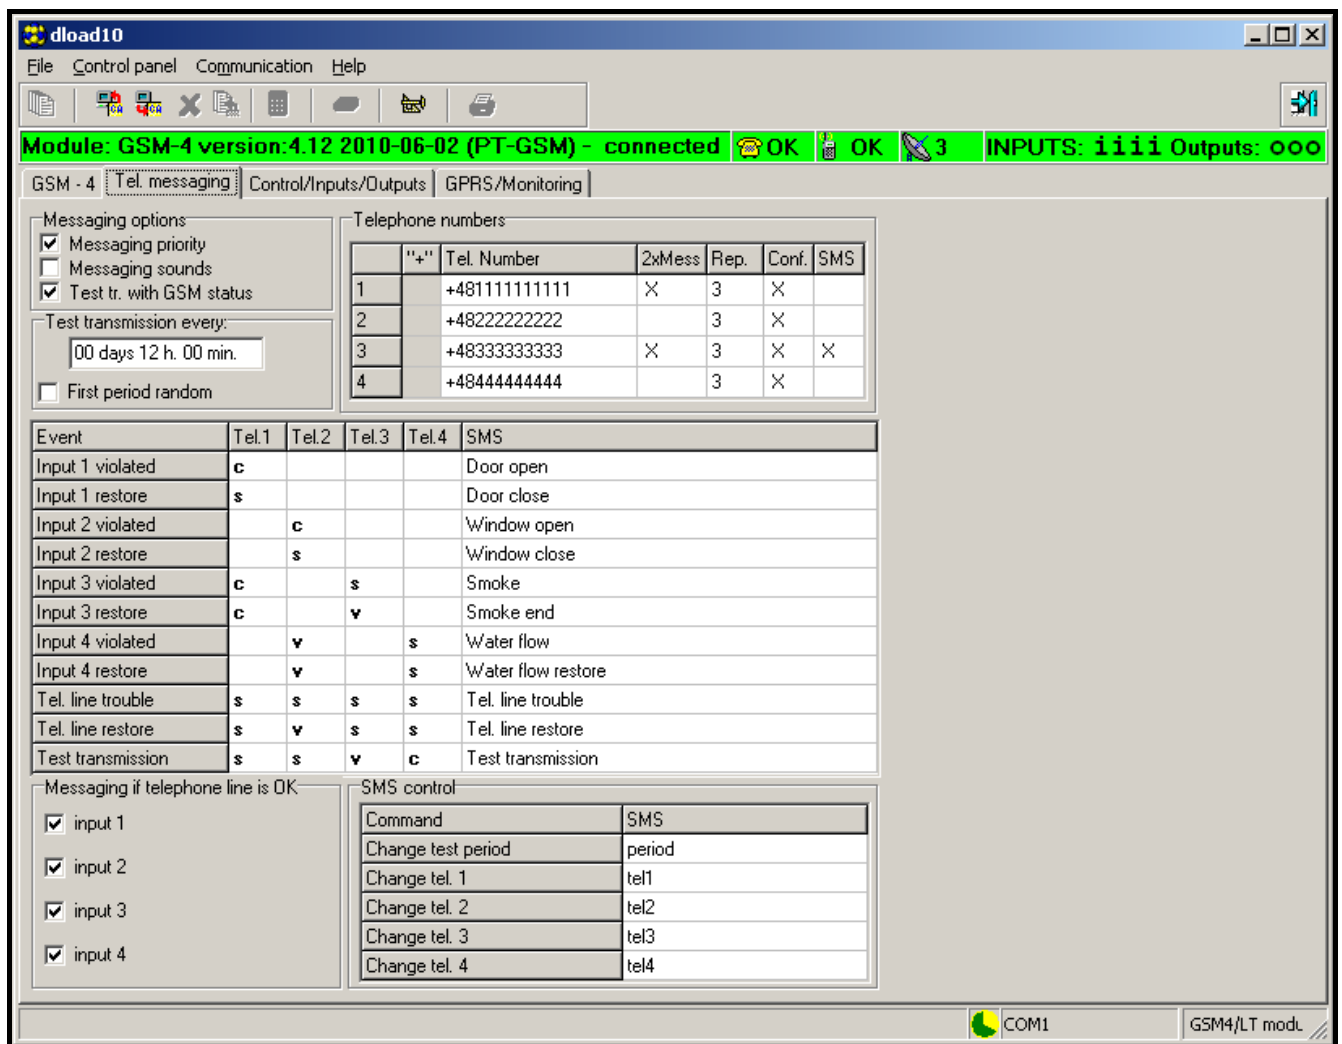 dload10
File Control panel Communication Help
Module: GSM-4 version:4.12 2010-06-02 (PT-GSM) - connected OK OK 3 INPUTS: iiii Outputs: ooo
GSM - 4 Tel. messaging Control/Inputs/Outputs GPRS/Monitoring
Messaging options
Messaging priority
Messaging sounds
Test tr. with GSM status
Test transmission every:
00 days 12 h. 00 min.
First period random
Telephone numbers
"+" Tel. Number 2xMess Rep. Conf. SMS
1 +481111111111 X 3 X
2 +48222222222 3 X
3 +48333333333 X 3 X X
4 +48444444444 3 X
Event Tel.1 Tel.2 Tel.3 Tel.4 SMS
Input 1 violated c Door open
Input 1 restore s Door close
Input 2 violated c Window open
Input 2 restore s Window close
Input 3 violated c s Smoke
Input 3 restore c v Smoke end
Input 4 violated v s Water flow
Input 4 restore v s Water flow restore
Tel. line trouble s s s s Tel. line trouble
Tel. line restore s v s s Tel. line restore
Test transmission s s v c Test transmission
Messaging if telephone line is OK
input 1
input 2
input 3
input 4
SMS control
Command SMS
Change test period period
Change tel. 1 tel1
Change tel. 2 tel2
Change tel. 3 tel3
Change tel. 4 tel4
COM1 GSM4/LT modu